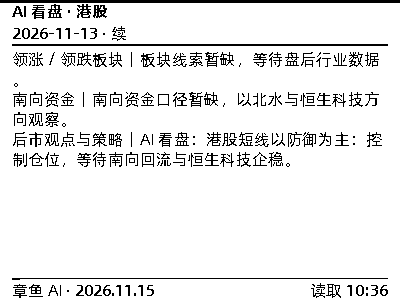 AI 看盘 · 港股
2026-11-13 · 续
领涨 / 领跌板块｜板块线索暂缺，等待盘后行业数据
。
南向资金｜南向资金口径暂缺，以北水与恒生科技方
向观察。
后市观点与策略｜AI 看盘：港股短线以防御为主：控
制仓位，等待南向回流与恒生科技企稳。
章鱼 AI · 2026.11.15
读取 10:36